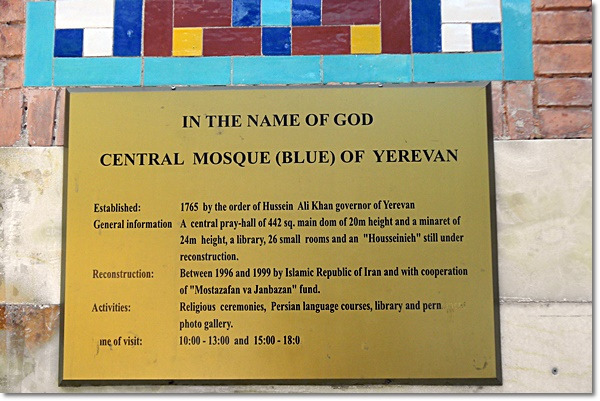 IN THE NAME OF GOD
CENTRAL MOSQUE (BLUE) OF YEREVAN
Established: 1765 by the order of Hussein Ali Khan governor of Yerevan
General information A central pray-hall of 442 sq. main dom of 20m height and a minaret of
24m height, a library, 26 small rooms and an "Housseinieh" still under
reconstruction.
Reconstruction: Between 1996 and 1999 by Islamic Republic of Iran and with cooperation
of "Mostazafan va Janbazan" fund.
Activities: Religious ceremonies, Persian language courses, library and
photo gallery.
of visit: 10:00 - 13:00 and 15:00 - 18:0